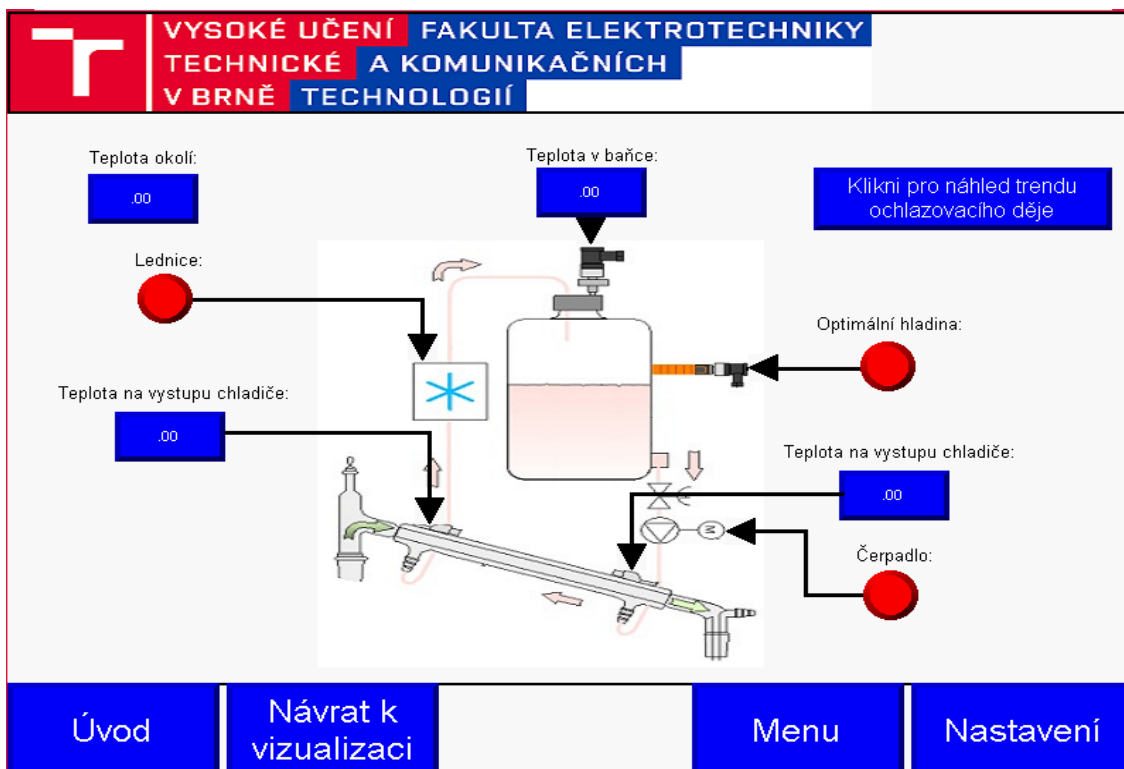 VYSOKÉ UČENÍ FAKULTA ELEKTROTECHNIKY
TECHNICKÉ A KOMUNIKAČNÍCH
V BRNĚ TECHNOLOGIÍ
Teplota okolí:
.00
Teplota v baňce:
.00
Klikni pro náhled trendu
ochlazovacího děje
Lednice:
Optimální hladina:
Teplota na vystupu chladiče:
.00
Teplota na vystupu chladiče:
.00
M
Čerpadlo:
Úvod
Návrat k
vizualizaci
Menu
Nastavení